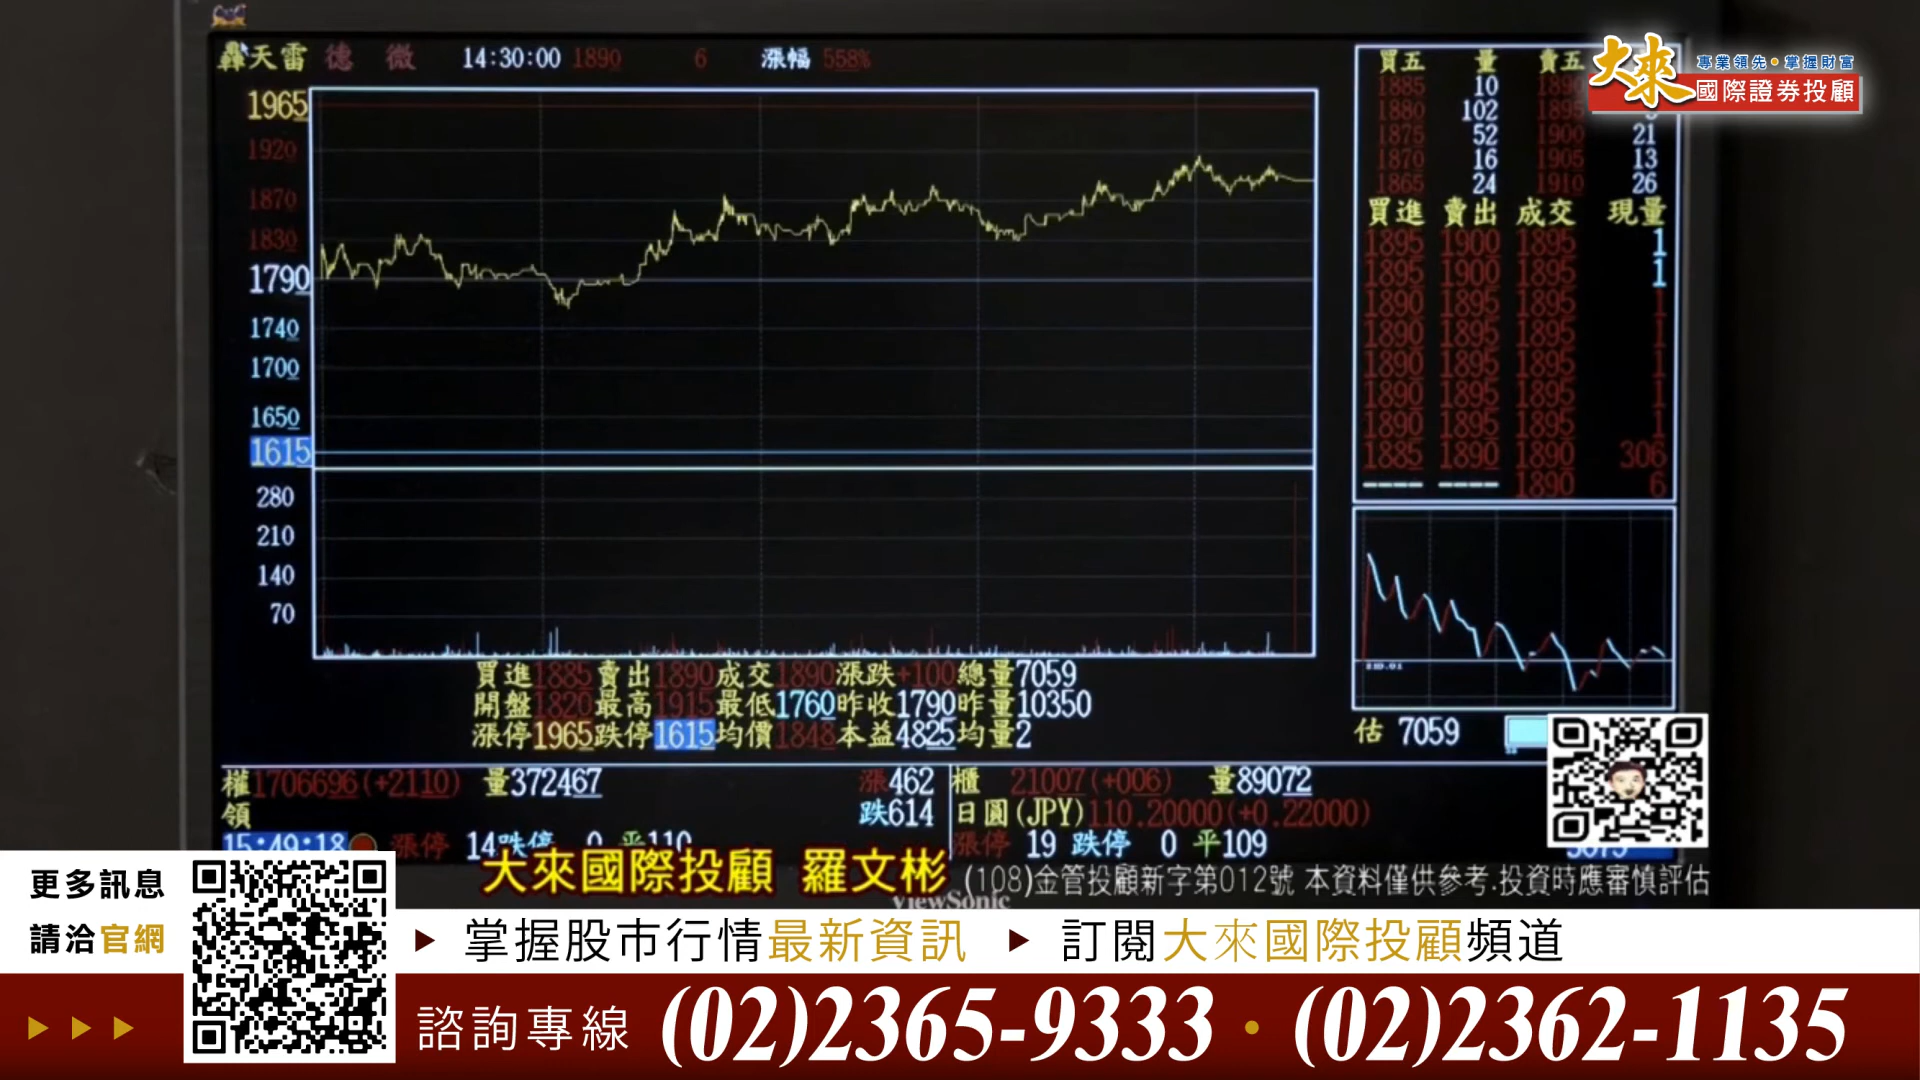 轟天雷 德 微 14:30:00 1890 6 漲幅 558%
1965
1920
1870
1830
1790
1740
1700
1650
1615
280
210
140
70
買五 量 賣五
1885 10
1880 102 1895
1875 52 1900 21
1870 16 1905 13
1865 24 1910 26
買進 賣出 成交 現量
1895 1900 1895 1
1895 1900 1895 1
1890 1895 1895 1
1890 1895 1895 1
1890 1895 1895 1
1890 1895 1895 1
1890 1895 1895 1
1885 1890 1890 306
---- ---- 1890 6
買進1885賣出1890成交1890漲跌+100總量7059
開盤1820最高1915最低1760昨收1790昨量10350
漲停1965跌停1615均價1848本益4825均量2
估 7059
權1706696(+2110) 量372467 漲462
領 跌614
15:49:18 漲停 14跌停 0 平110
櫃 21007(+006) 量89072
日圓(JPY)110.20000(+0.22000)
漲停 19 跌停 0 平109
大來 專業領先•掌握財富
國際證券投顧
大來國際投顧 羅文彬 (108)金管投顧新字第012號 本資料僅供參考.投資時應審慎評估
ViewSonic
更多訊息
請洽官網
掌握股市行情最新資訊 訂閱大來國際投顧頻道
諮詢專線 (02)2365-9333 • (02)2362-1135